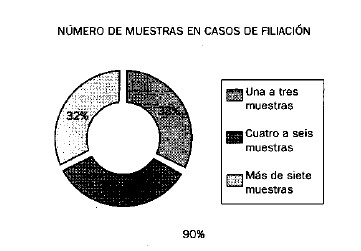 NÚMERO DE MUESTRAS EN CASOS DE FILIACIÓN
32%
Una a tres
muestras
Cuatro a seis
muestras
Más de siete
muestras
90%